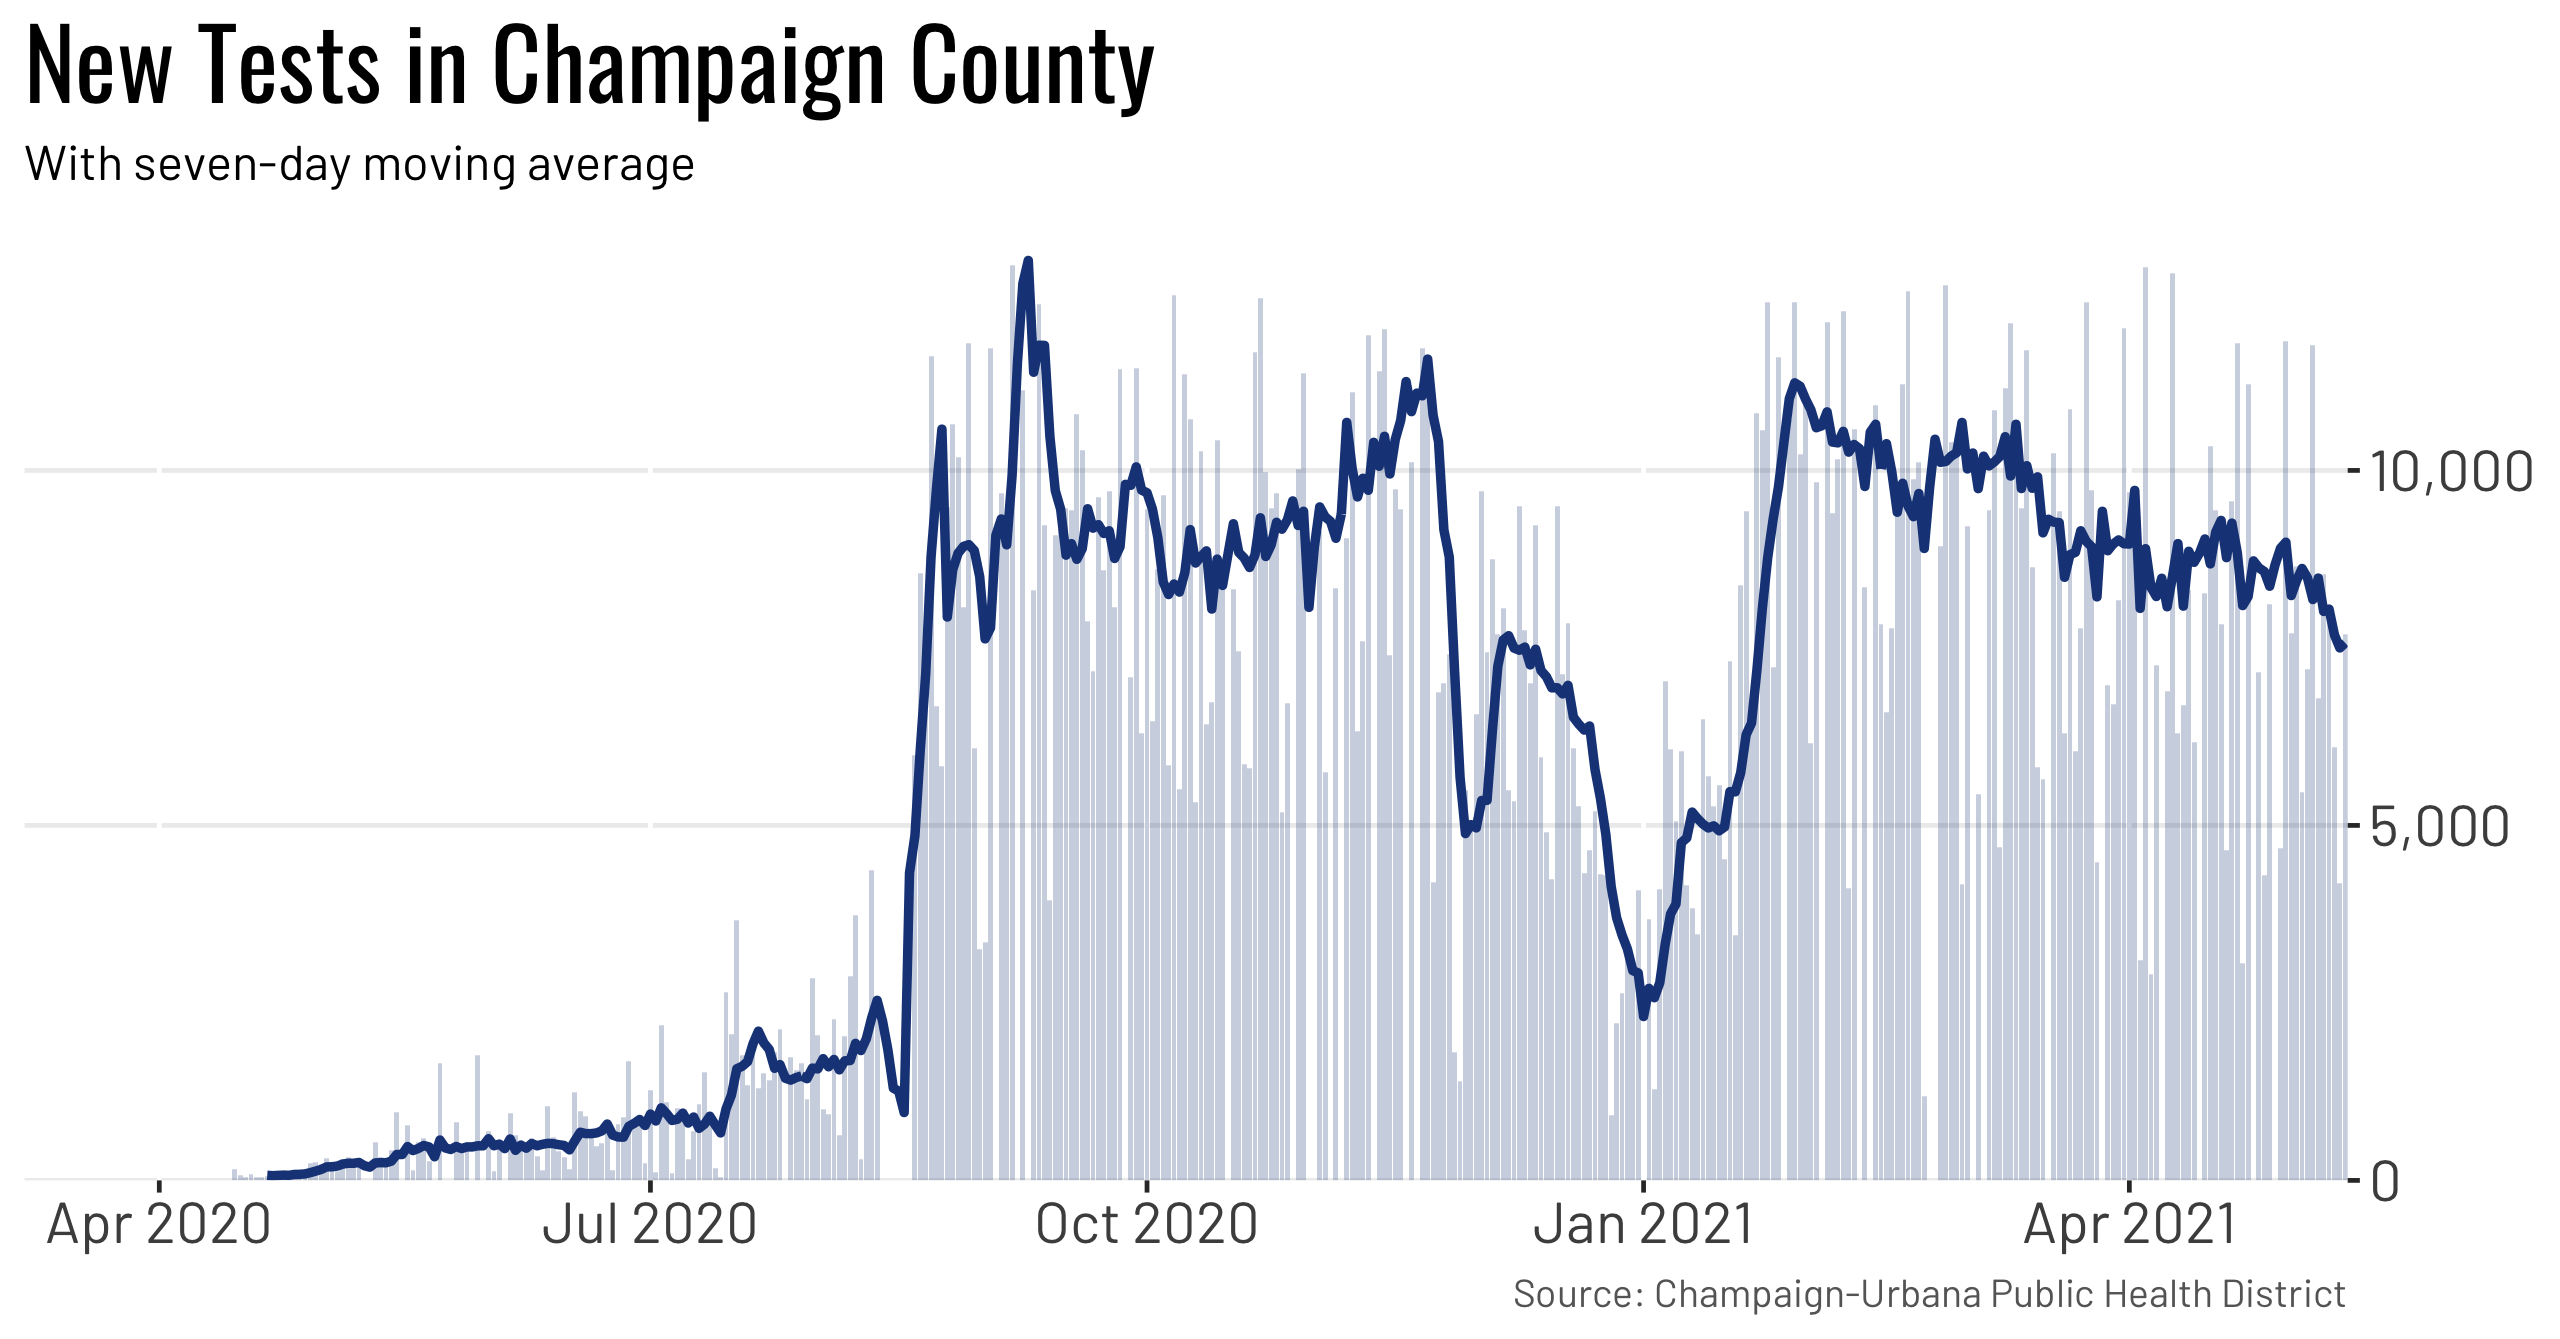 New Tests in Champaign County
With seven-day moving average
10,000
5,000
0
Apr 2020 Jul 2020 Oct 2020 Jan 2021 Apr 2021
Source: Champaign-Urbana Public Health District